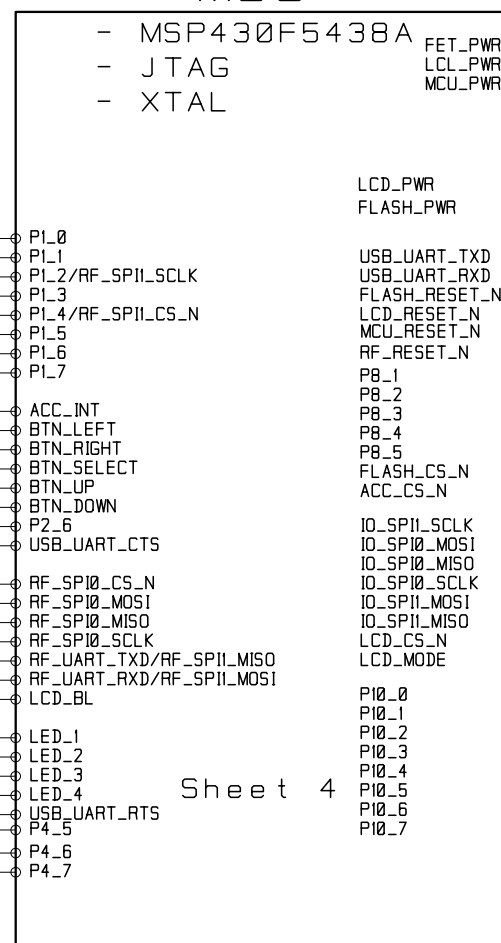 - MSP430F5438A
- JTAG
- XTAL
FET_PWR
LCL_PWR
MCU_PWR
LCD_PWR
FLASH_PWR
P1_0
P1_1
P1_2/RF_SPI1_SCLK
P1_3
P1_4/RF_SPI1_CS_N
P1_5
P1_6
P1_7
ACC_INT
BTN_LEFT
BTN_RIGHT
BTN_SELECT
BTN_UP
BTN_DOWN
P2_6
USB_UART_CTS
RF_SPI0_CS_N
RF_SPI0_MOSI
RF_SPI0_MISO
RF_SPI0_SCLK
RF_UART_TXD/RF_SPI1_MISO
RF_UART_RXD/RF_SPI1_MOSI
LCD_BL
LED_1
LED_2
LED_3
LED_4
USB_UART_RTS
P4_5
P4_6
P4_7
USB_UART_TXD
USB_UART_RXD
FLASH_RESET_N
LCD_RESET_N
MCU_RESET_N
RF_RESET_N
P8_1
P8_2
P8_3
P8_4
P8_5
FLASH_CS_N
ACC_CS_N
IO_SPI1_SCLK
IO_SPI0_MOSI
IO_SPI0_MISO
IO_SPI0_SCLK
IO_SPI1_MOSI
IO_SPI1_MISO
LCD_CS_N
LCD_MODE
P10_0
P10_1
P10_2
P10_3
P10_4
P10_5
P10_6
P10_7
Sheet 4